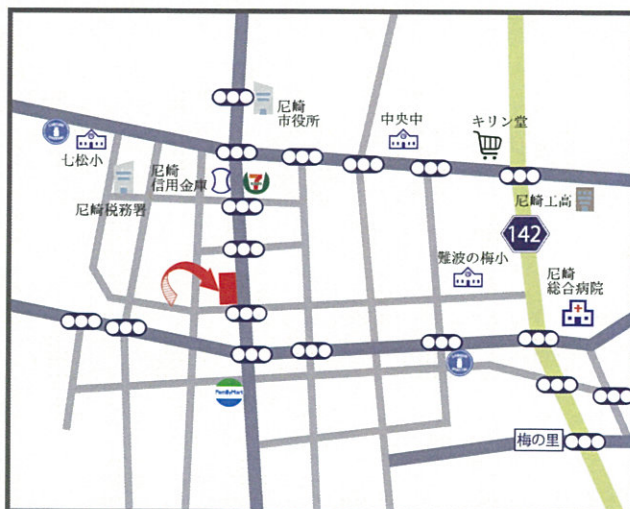 尼崎
市役所
中央中
キリン堂
七松小
尼崎
信用金庫
7
尼崎税務署
尼崎工高
142
難波の梅小
尼崎
総合病院
FamilyMart
梅の里